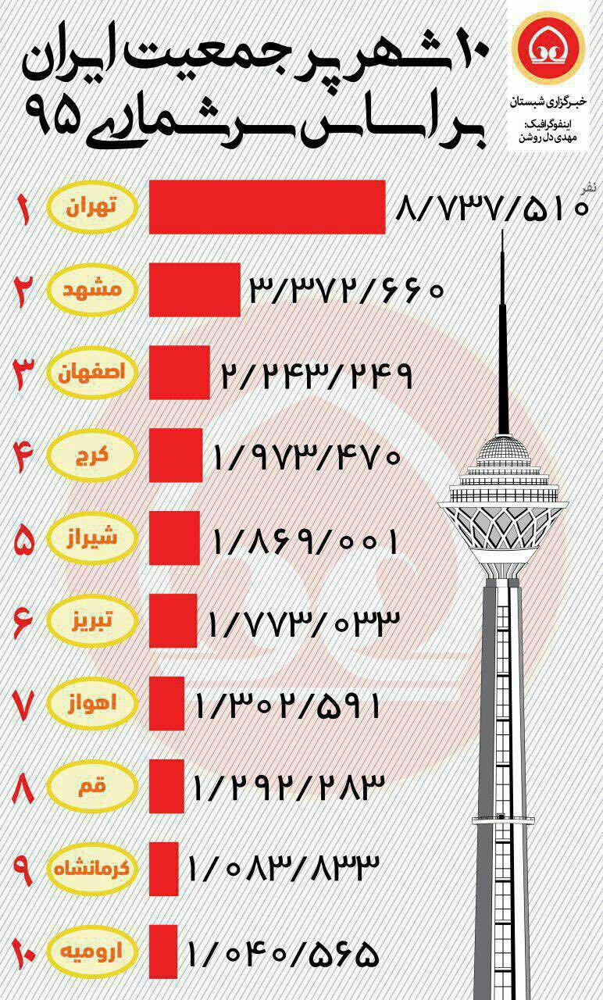 ۱۰ شهر پر جمعیت ایران
بر اساس سرشماری ۹۵
خبرگزاری شبستان
اینفوگرافیک:
مهدی دل روشن
نفر
۱ تهران ۸/۷۳۷/۵۱۰
۲ مشهد ۳/۳۷۲/۶۶۰
۳ اصفهان ۲/۲۴۳/۲۴۹
۴ کرج ۱/۹۷۳/۴۷۰
۵ شیراز ۱/۸۶۹/۰۰۱
۶ تبریز ۱/۷۷۳/۰۳۳
۷ اهواز ۱/۳۰۲/۵۹۱
۸ قم ۱/۲۹۲/۲۸۳
۹ کرمانشاه ۱/۰۸۳/۸۳۳
۱۰ ارومیه ۱/۰۴۰/۵۶۵